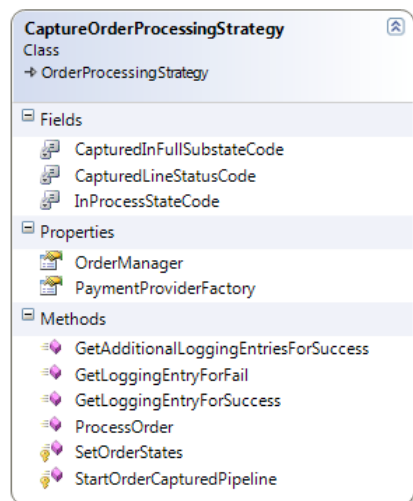 CaptureOrderProcessingStrategy
Class
OrderProcessingStrategy
Fields
CapturedInFullSubstateCode
CapturedLineStatusCode
InProcessStateCode
Properties
OrderManager
PaymentProviderFactory
Methods
GetAdditionalLoggingEntriesForSuccess
GetLoggingEntryForFail
GetLoggingEntryForSuccess
ProcessOrder
SetOrderStates
StartOrderCapturedPipeline